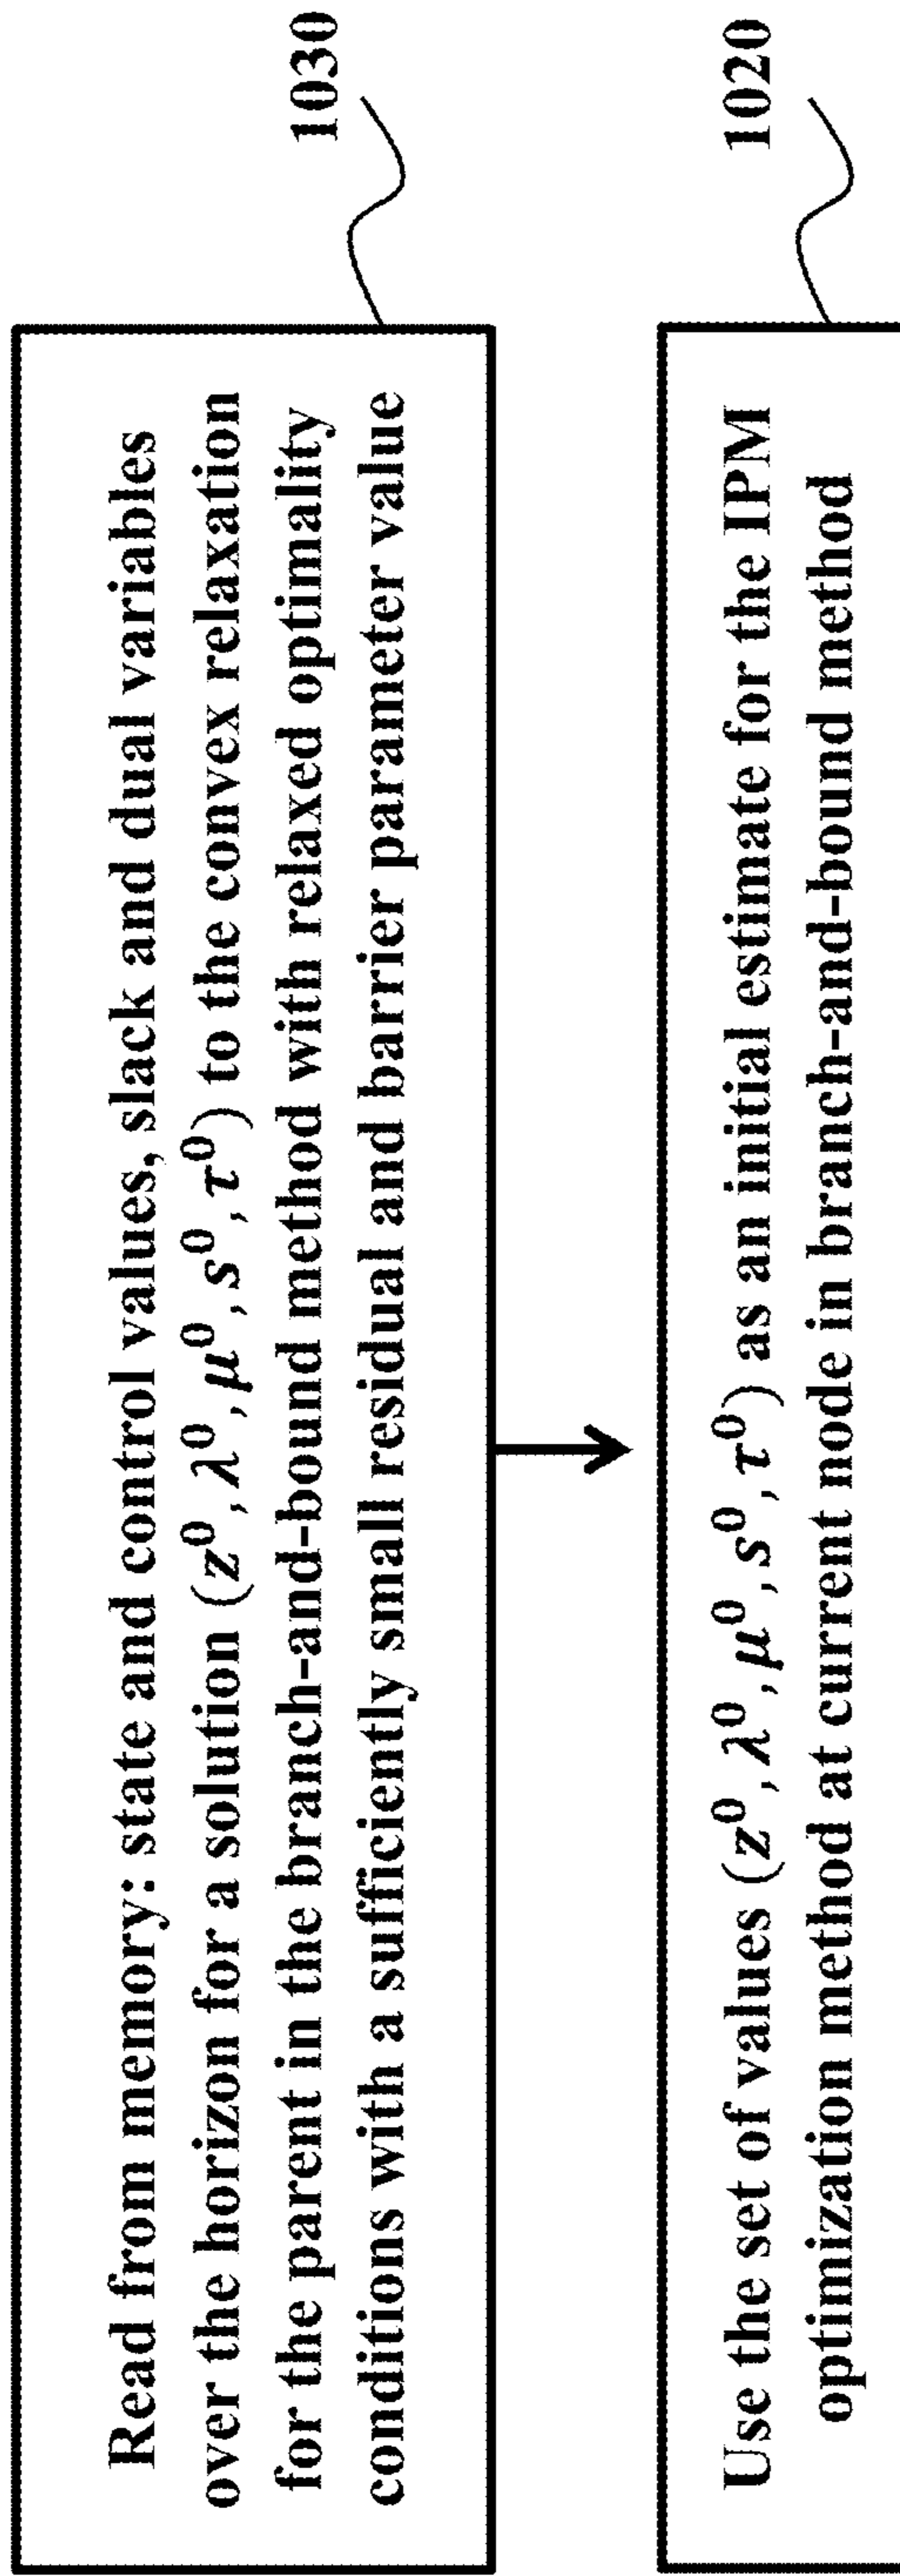 Read from memory: state and control values, slack and dual variables
over the horizon for a solution (z⁰, λ⁰, μ⁰, s⁰, τ⁰) to the convex relaxation
for the parent in the branch-and-bound method with relaxed optimality
conditions with a sufficiently small residual and barrier parameter value
1030
Use the set of values (z⁰, λ⁰, μ⁰, s⁰, τ⁰) as an initial estimate for the IPM
optimization method at current node in branch-and-bound method
1020